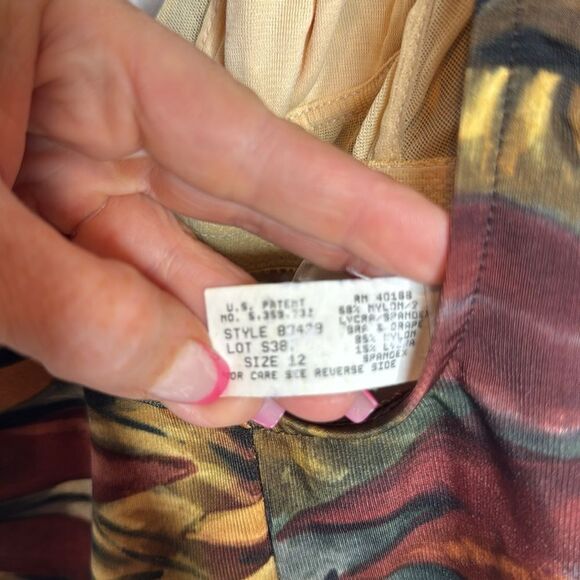 U.S. PATENT
NO. 5,359,732
STYLE
LOT S38
SIZE 12
RN 40188
LYCRA/SPANDEX
BRA & DRAPE
85% NYLON
15% LYCRA
SPANDEX
FOR CARE SEE REVERSE SIDE